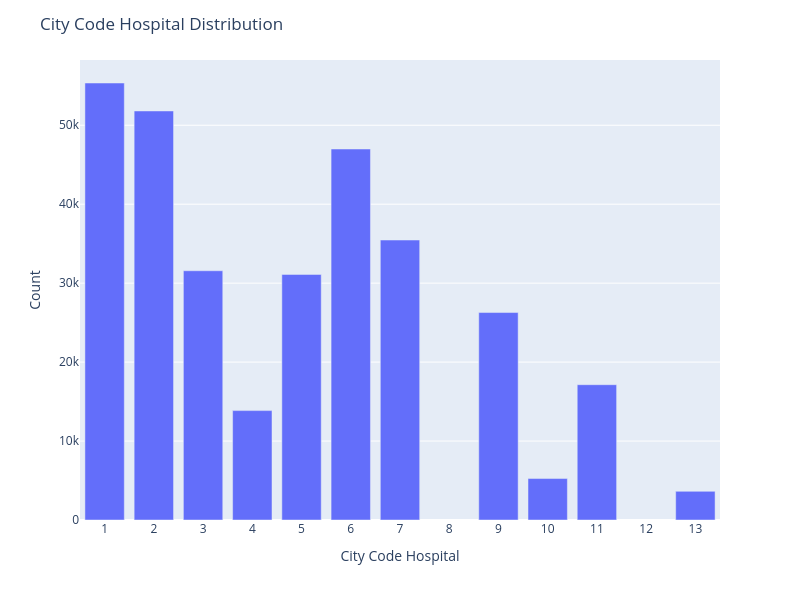 City Code Hospital Distribution
Count
50k
40k
30k
20k
10k
0
1 2 3 4 5 6 7 8 9 10 11 12 13
City Code Hospital